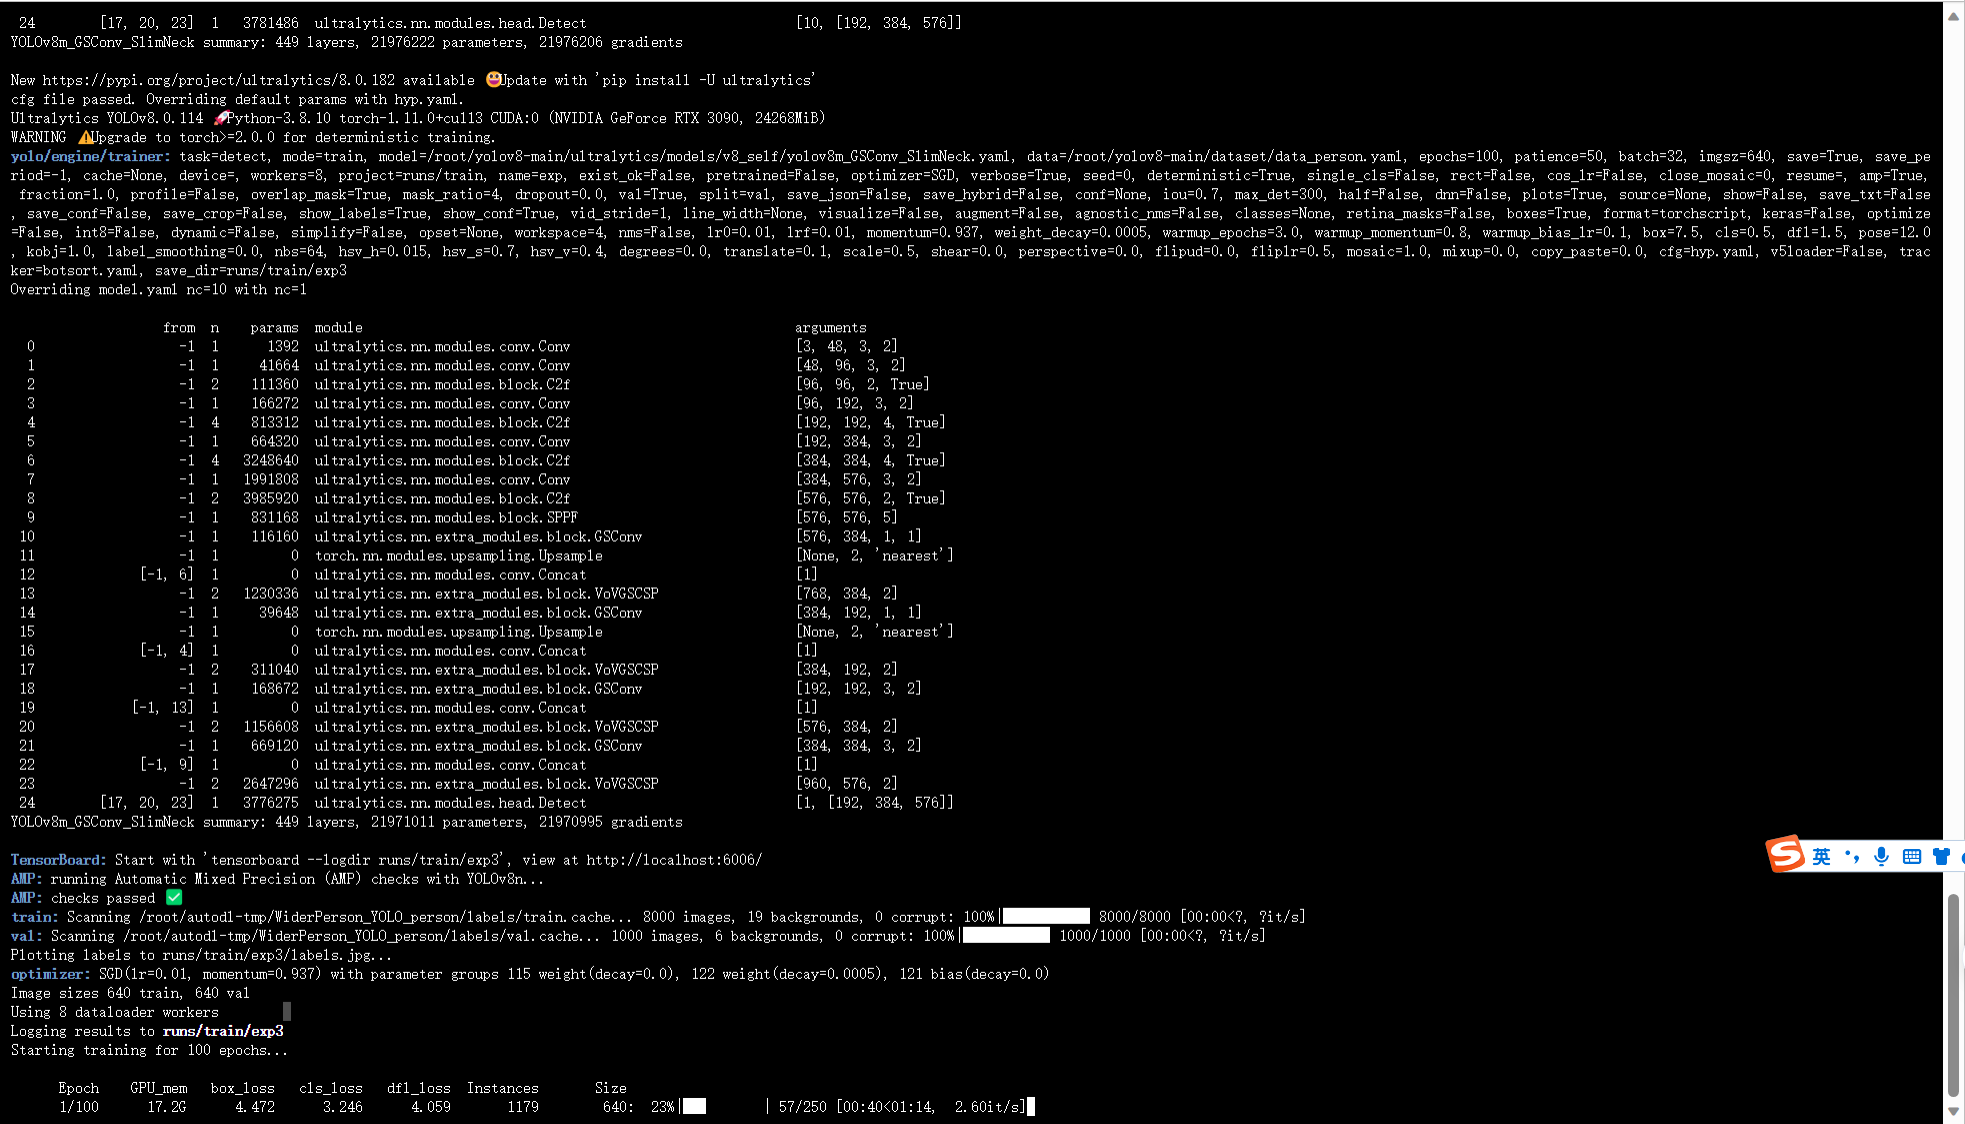 24 [17, 20, 23] 1 3781486 ultralytics.nn.modules.head.Detect [10, [192, 384, 576]]
YOLOv8m_GSConv_SlimNeck summary: 449 layers, 21976222 parameters, 21976206 gradients
New https://pypi.org/project/ultralytics/8.0.182 available 😃Update with 'pip install -U ultralytics'
cfg file passed. Overriding default params with hyp.yaml.
Ultralytics YOLOv8.0.114 🚀Python-3.8.10 torch-1.11.0+cu113 CUDA:0 (NVIDIA GeForce RTX 3090, 24268MiB)
WARNING ⚠️Upgrade to torch>=2.0.0 for deterministic training.
yolo/engine/trainer: task=detect, mode=train, model=/root/yolov8-main/ultralytics/models/v8_self/yolov8m_GSConv_SlimNeck.yaml, data=/root/yolov8-main/dataset/data_person.yaml, epochs=100, patience=50, batch=32, imgsz=640, save=True, save_pe
riod=-1, cache=None, device=, workers=8, project=runs/train, name=exp, exist_ok=False, pretrained=False, optimizer=SGD, verbose=True, seed=0, deterministic=True, single_cls=False, rect=False, cos_lr=False, close_mosaic=0, resume=, amp=True,
fraction=1.0, profile=False, overlap_mask=True, mask_ratio=4, dropout=0.0, val=True, split=val, save_json=False, save_hybrid=False, conf=None, iou=0.7, max_det=300, half=False, dnn=False, plots=True, source=None, show=False, save_txt=False
, save_conf=False, save_crop=False, show_labels=True, show_conf=True, vid_stride=1, line_width=None, visualize=False, augment=False, agnostic_nms=False, classes=None, retina_masks=False, boxes=True, format=torchscript, keras=False, optimize
=False, int8=False, dynamic=False, simplify=False, opset=None, workspace=4, nms=False, lr0=0.01, lrf=0.01, momentum=0.937, weight_decay=0.0005, warmup_epochs=3.0, warmup_momentum=0.8, warmup_bias_lr=0.1, box=7.5, cls=0.5, dfl=1.5, pose=12.0
, kobj=1.0, label_smoothing=0.0, nbs=64, hsv_h=0.015, hsv_s=0.7, hsv_v=0.4, degrees=0.0, translate=0.1, scale=0.5, shear=0.0, perspective=0.0, flipud=0.0, fliplr=0.5, mosaic=1.0, mixup=0.0, copy_paste=0.0, cfg=hyp.yaml, v5loader=False, trac
ker=botsort.yaml, save_dir=runs/train/exp3
Overriding model.yaml nc=10 with nc=1
from n params module arguments
0 -1 1 1392 ultralytics.nn.modules.conv.Conv [3, 48, 3, 2]
1 -1 1 41664 ultralytics.nn.modules.conv.Conv [48, 96, 3, 2]
2 -1 2 111360 ultralytics.nn.modules.block.C2f [96, 96, 2, True]
3 -1 1 166272 ultralytics.nn.modules.conv.Conv [96, 192, 3, 2]
4 -1 4 813312 ultralytics.nn.modules.block.C2f [192, 192, 4, True]
5 -1 1 664320 ultralytics.nn.modules.conv.Conv [192, 384, 3, 2]
6 -1 4 3248640 ultralytics.nn.modules.block.C2f [384, 384, 4, True]
7 -1 1 1991808 ultralytics.nn.modules.conv.Conv [384, 576, 3, 2]
8 -1 2 3985920 ultralytics.nn.modules.block.C2f [576, 576, 2, True]
9 -1 1 831168 ultralytics.nn.modules.block.SPPF [576, 576, 5]
10 -1 1 116160 ultralytics.nn.extra_modules.block.GSConv [576, 384, 1, 1]
11 -1 1 0 torch.nn.modules.upsampling.Upsample [None, 2, 'nearest']
12 [-1, 6] 1 0 ultralytics.nn.modules.conv.Concat [1]
13 -1 2 1230336 ultralytics.nn.extra_modules.block.VoVGSCSP [768, 384, 2]
14 -1 1 39648 ultralytics.nn.extra_modules.block.GSConv [384, 192, 1, 1]
15 -1 1 0 torch.nn.modules.upsampling.Upsample [None, 2, 'nearest']
16 [-1, 4] 1 0 ultralytics.nn.modules.conv.Concat [1]
17 -1 2 311040 ultralytics.nn.extra_modules.block.VoVGSCSP [384, 192, 2]
18 -1 1 168672 ultralytics.nn.extra_modules.block.GSConv [192, 192, 3, 2]
19 [-1, 13] 1 0 ultralytics.nn.modules.conv.Concat [1]
20 -1 2 1156608 ultralytics.nn.extra_modules.block.VoVGSCSP [576, 384, 2]
21 -1 1 669120 ultralytics.nn.extra_modules.block.GSConv [384, 384, 3, 2]
22 [-1, 9] 1 0 ultralytics.nn.modules.conv.Concat [1]
23 -1 2 2647296 ultralytics.nn.extra_modules.block.VoVGSCSP [960, 576, 2]
24 [17, 20, 23] 1 3776275 ultralytics.nn.modules.head.Detect [1, [192, 384, 576]]
YOLOv8m_GSConv_SlimNeck summary: 449 layers, 21971011 parameters, 21970995 gradients
TensorBoard: Start with 'tensorboard --logdir runs/train/exp3', view at http://localhost:6006/
S 英
AMP: running Automatic Mixed Precision (AMP) checks with YOLOv8n...
AMP: checks passed ✅
train: Scanning /root/autodl-tmp/WiderPerson_YOLO_person/labels/train.cache... 8000 images, 19 backgrounds, 0 corrupt: 100%| 8000/8000 [00:00<?, ?it/s]
val: Scanning /root/autodl-tmp/WiderPerson_YOLO_person/labels/val.cache... 1000 images, 6 backgrounds, 0 corrupt: 100%| 1000/1000 [00:00<?, ?it/s]
Plotting labels to runs/train/exp3/labels.jpg...
optimizer: SGD(lr=0.01, momentum=0.937) with parameter groups 115 weight(decay=0.0), 122 weight(decay=0.0005), 121 bias(decay=0.0)
Image sizes 640 train, 640 val
Using 8 dataloader workers
Logging results to runs/train/exp3
Starting training for 100 epochs...
Epoch GPU_mem box_loss cls_loss dfl_loss Instances Size
1/100 17.2G 4.472 3.246 4.059 1179 640: 23%| | 57/250 [00:40<01:14, 2.60it/s]